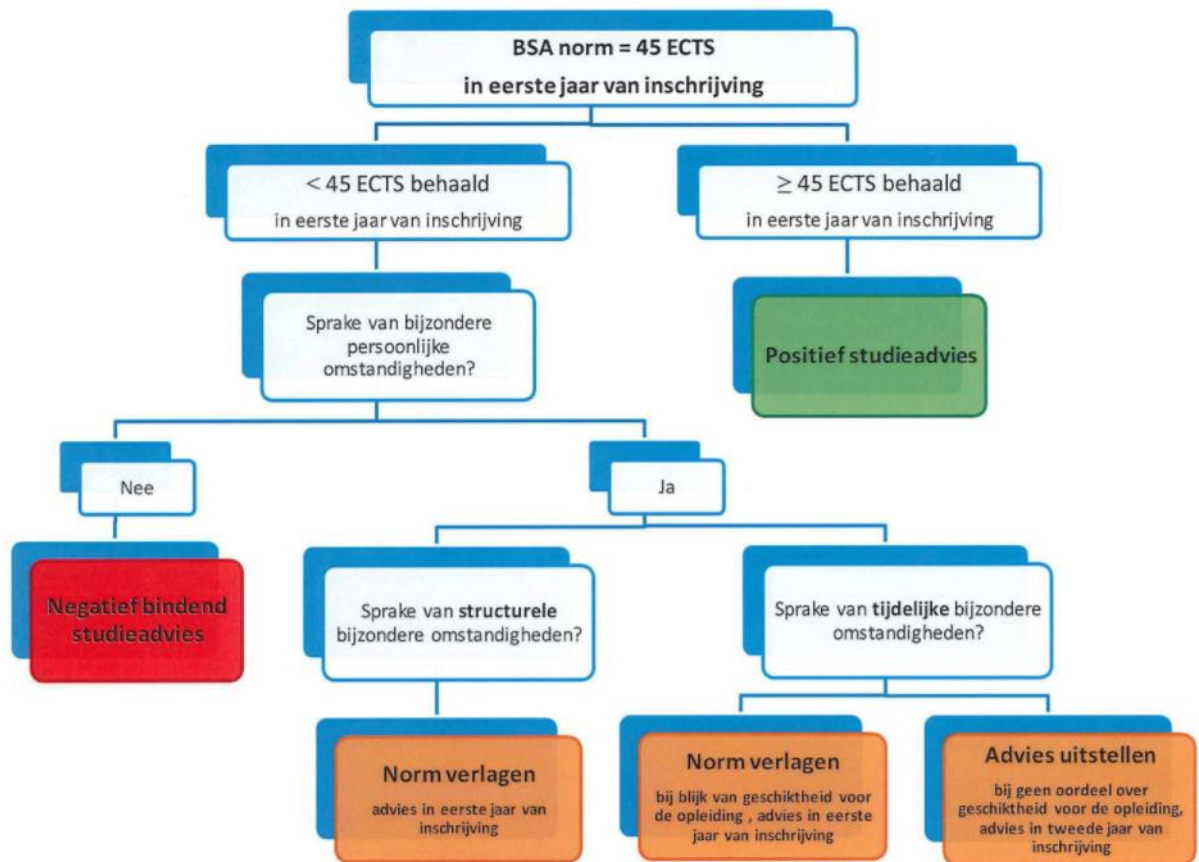 BSA norm = 45 ECTS
in eerste jaar van inschrijving
< 45 ECTS behaald
in eerste jaar van inschrijving
≥ 45 ECTS behaald
in eerste jaar van inschrijving
Sprake van bijzondere
persoonlijke
omstandigheden?
Positief studieadvies
Nee
Ja
Negatief bindend
studieadvies
Sprake van structurele
bijzondere omstandigheden?
Sprake van tijdelijke bijzondere
omstandigheden?
Norm verlagen
advies in eerste jaar van
inschrijving
Norm verlagen
bij blijk van geschiktheid voor
de opleiding , advies in eerste
jaar van inschrijving
Advies uitstellen
bij geen oordeel over
geschiktheid voor de opleiding,
advies in tweede jaar van
inschrijving